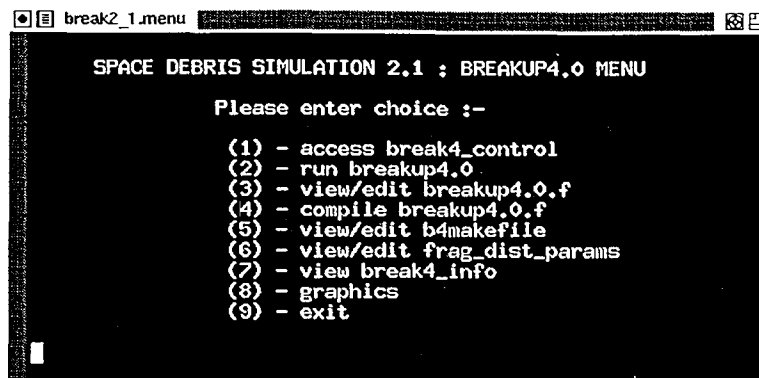 break2_1.menu
SPACE DEBRIS SIMULATION 2.1 : BREAKUP4.0 MENU
Please enter choice :-
(1) - access break4_control
(2) - run breakup4.0
(3) - view/edit breakup4.0.f
(4) - compile breakup4.0.f
(5) - view/edit b4makefile
(6) - view/edit frag_dist_params
(7) - view break4_info
(8) - graphics
(9) - exit